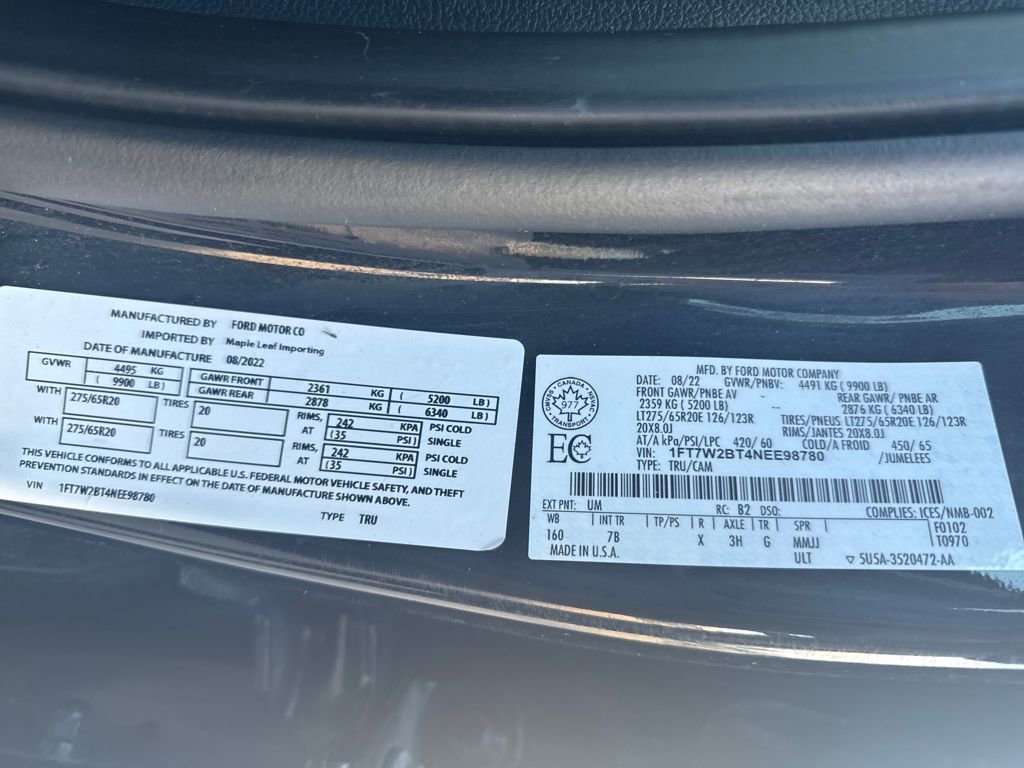 MANUFACTURED BY FORD MOTOR CO
IMPORTED BY Maple Leaf Importing
DATE OF MANUFACTURE 08/2022
GVWR 4495 KG
( 9900 LB )
GAWR FRONT 2361 KG ( 5200 LB )
GAWR REAR 2878 KG ( 6340 LB )
WITH 275/65R20 TIRES 20 RIMS, AT 242 KPA PSI COLD
(35 PSI ) SINGLE
WITH 275/65R20 TIRES 20 RIMS, AT 242 KPA PSI COLD
(35 PSI ) SINGLE
THIS VEHICLE CONFORMS TO ALL APPLICABLE U.S. FEDERAL MOTOR VEHICLE SAFETY, AND THEFT
PREVENTION STANDARDS IN EFFECT ON THE DATE OF MANUFACTURE SHOWN ABOVE.
VIN 1FT7W2BT4NEE98780
TYPE TRU
CANADA
CMVSS NSVAC
977
TRANSPORT
EC
MFD. BY FORD MOTOR COMPANY
DATE: 08/22 GVWR/PNBV: 4491 KG ( 9900 LB)
FRONT GAWR/PNBE AV REAR GAWR/ PNBE AR
2359 KG ( 5200 LB) 2876 KG ( 6340 LB)
LT275/65R20E 126/123R TIRES/PNEUS LT275/65R20E 126/123R
20X8.0J RIMS/JANTES 20X8.0J
AT/A kPa/PSI/LPC 420/ 60 COLD/A FROID 450/ 65
VIN: 1FT7W2BT4NEE98780 /JUMELEES
TYPE: TRU/CAM
EXT PNT: UM RC: B2 DSO: COMPLIES: ICES/NMB-002
WB INT TR TP/PS R AXLE TR SPR F0102
160 7B X 3H G MMJJ T0970
MADE IN U.S.A. ULT ▽ 5U5A-3520472-AA